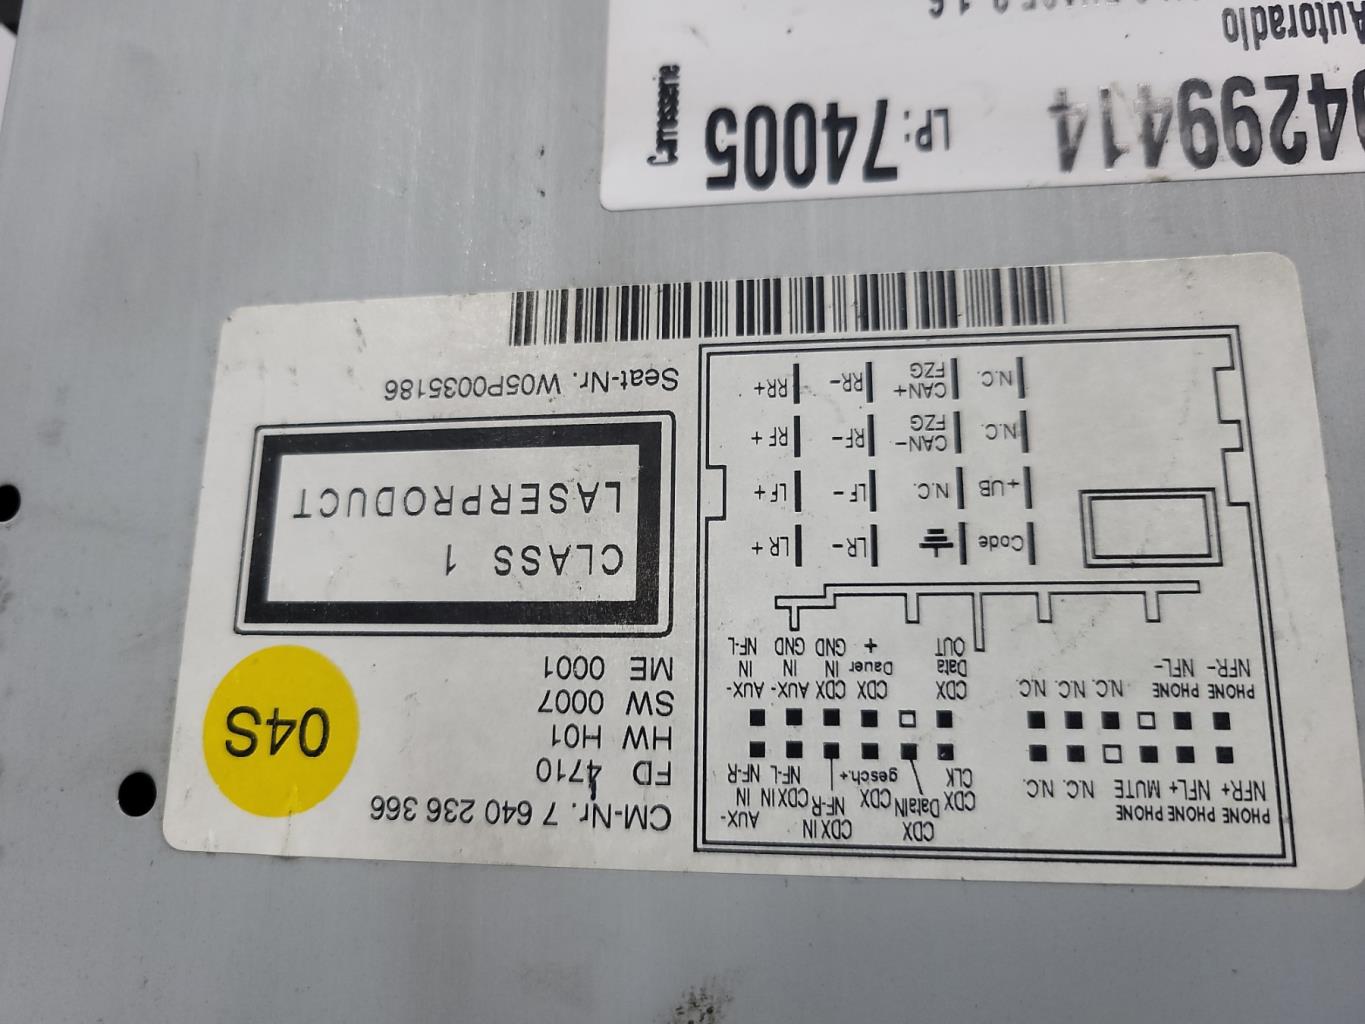 CM-Nr. 7 640 236 366
FD 4710
HW H01
SW 0007
ME 0001
04S
CLASS 1
LASERPRODUCT
Seat-Nr. W05P0035186
PHONE PHONE PHONE
NFR+ NFL+ MUTE N.C. N.C.
CDX
CDX IN AUX-
CDX DataIN CDX NF-R CDX IN IN
CLK gesch.+ NF-L NF-R
PHONE PHONE N.C. N.C. N.C.
NFR- NFL-
CDX CDX CDX AUX- AUX-
Data Dauer IN IN IN
OUT + GND GND NF-L
Code LR- LR+
+UB N.C. LF- LF+
N.C. CAN- RF- RF+
FZG
N.C. CAN+ RR- RR+
FZG
4299414 LP: 74005
Carrosserie
Autoradio